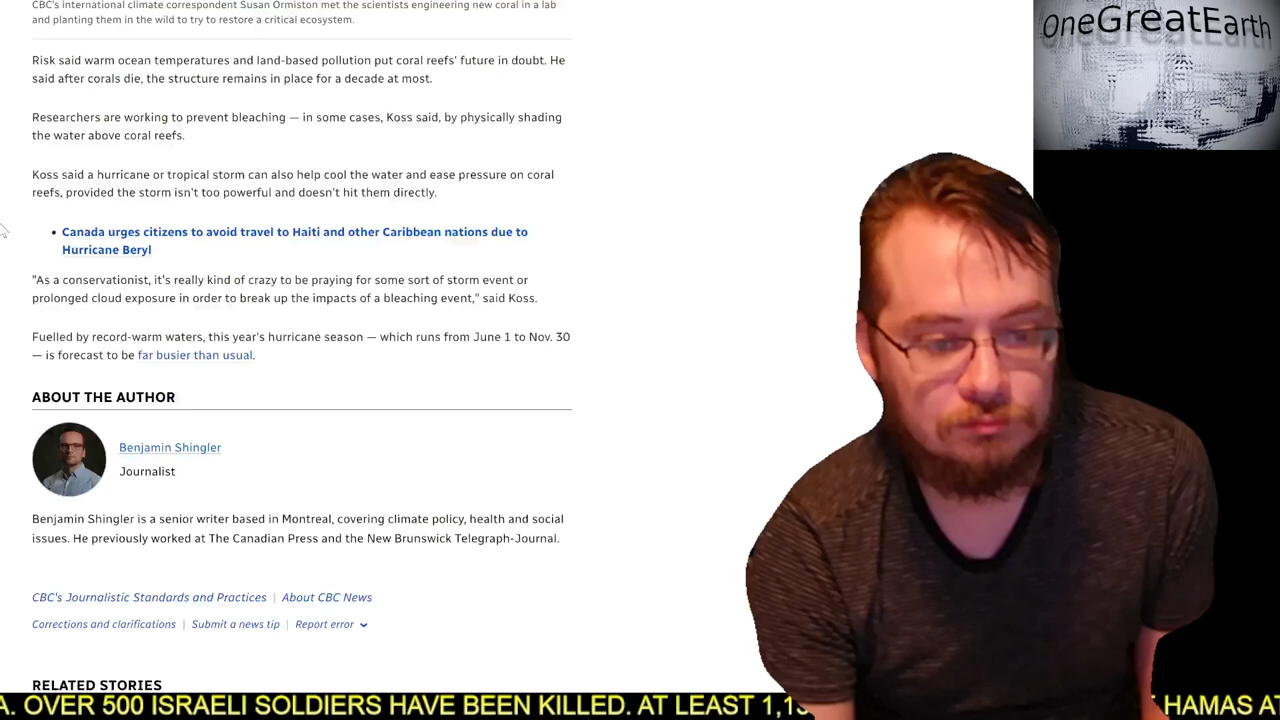 CBC's international climate correspondent Susan Ormiston met the scientists engineering new coral in a lab
and planting them in the wild to try to restore a critical ecosystem.
OneGreatEarth
Risk said warm ocean temperatures and land-based pollution put coral reefs' future in doubt. He
said after corals die, the structure remains in place for a decade at most.
Researchers are working to prevent bleaching — in some cases, Koss said, by physically shading
the water above coral reefs.
Koss said a hurricane or tropical storm can also help cool the water and ease pressure on coral
reefs, provided the storm isn't too powerful and doesn't hit them directly.
• Canada urges citizens to avoid travel to Haiti and other Caribbean nations due to
Hurricane Beryl
"As a conservationist, it's really kind of crazy to be praying for some sort of storm event or
prolonged cloud exposure in order to break up the impacts of a bleaching event," said Koss.
Fuelled by record-warm waters, this year's hurricane season — which runs from June 1 to Nov. 30
— is forecast to be far busier than usual.
ABOUT THE AUTHOR
Benjamin Shingler
Journalist
Benjamin Shingler is a senior writer based in Montreal, covering climate policy, health and social
issues. He previously worked at The Canadian Press and the New Brunswick Telegraph-Journal.
CBC's Journalistic Standards and Practices | About CBC News
Corrections and clarifications | Submit a news tip | Report error
RELATED STORIES
A. OVER 500 ISRAELI SOLDIERS HAVE BEEN KILLED. AT LEAST HAMAS